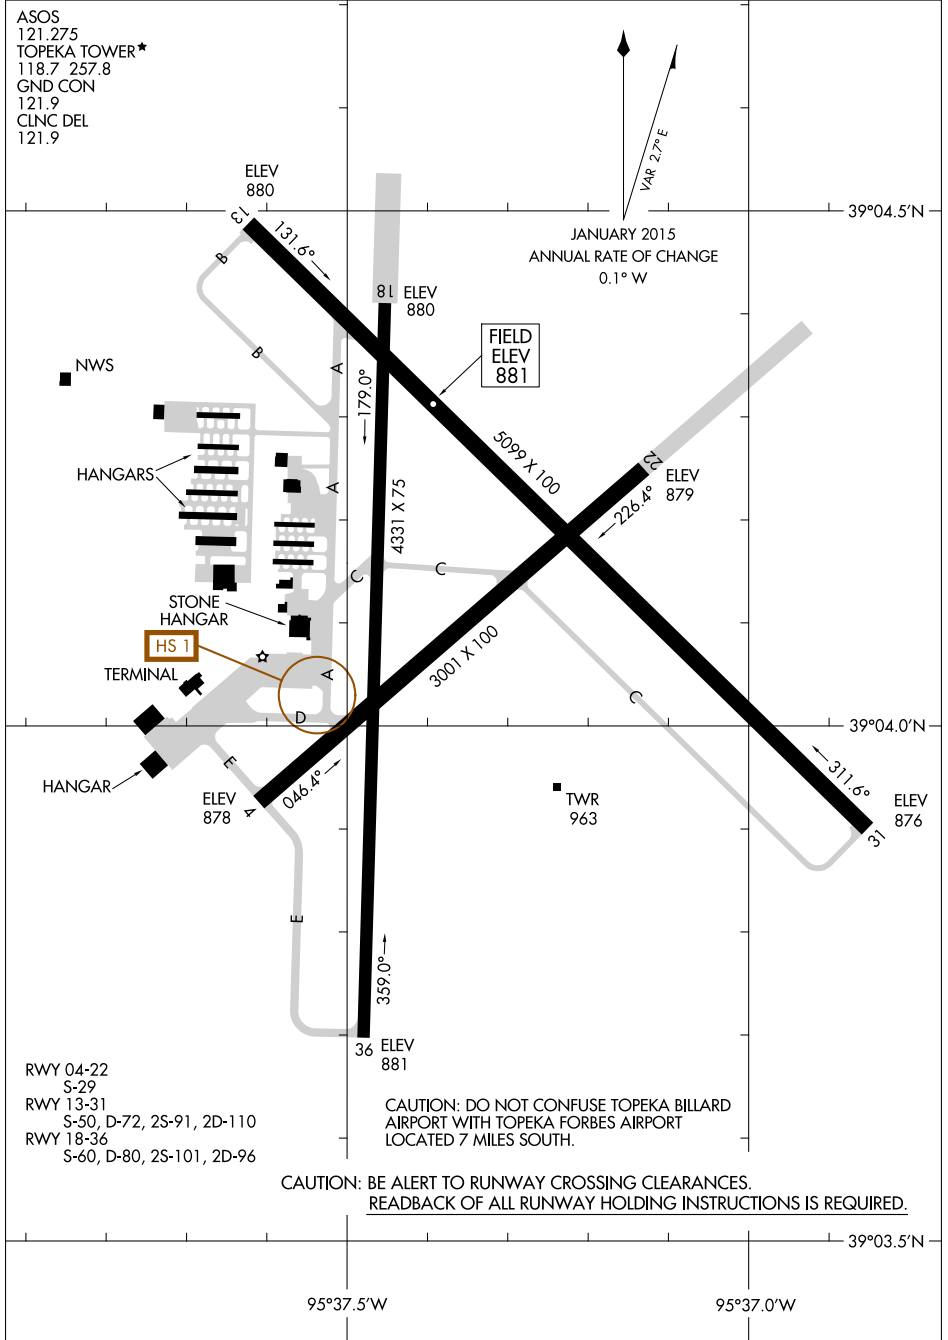 ASOS
121.275
TOPEKA TOWER★
118.7 257.8
GND CON
121.9
CLNC DEL
121.9
VAR 2.7° E
JANUARY 2015
ANNUAL RATE OF CHANGE
0.1° W
39°04.5'N
ELEV
880
13
131.6°
B
B
18
ELEV
880
A
179.0°
FIELD
ELEV
881
NWS
HANGARS
A
4331 X 75
5099 X 100
22
ELEV
879
226.4°
C
C
STONE
HANGAR
HS 1
TERMINAL
A
D
3001 X 100
C
39°04.0'N
HANGAR
E
ELEV
878
4
046.4°
TWR
963
311.6°
ELEV
876
31
E
359.0°
36
ELEV
881
RWY 04-22
S-29
RWY 13-31
S-50, D-72, 2S-91, 2D-110
RWY 18-36
S-60, D-80, 2S-101, 2D-96
CAUTION: DO NOT CONFUSE TOPEKA BILLARD
AIRPORT WITH TOPEKA FORBES AIRPORT
LOCATED 7 MILES SOUTH.
CAUTION: BE ALERT TO RUNWAY CROSSING CLEARANCES.
READBACK OF ALL RUNWAY HOLDING INSTRUCTIONS IS REQUIRED.
39°03.5'N
95°37.5'W
95°37.0'W